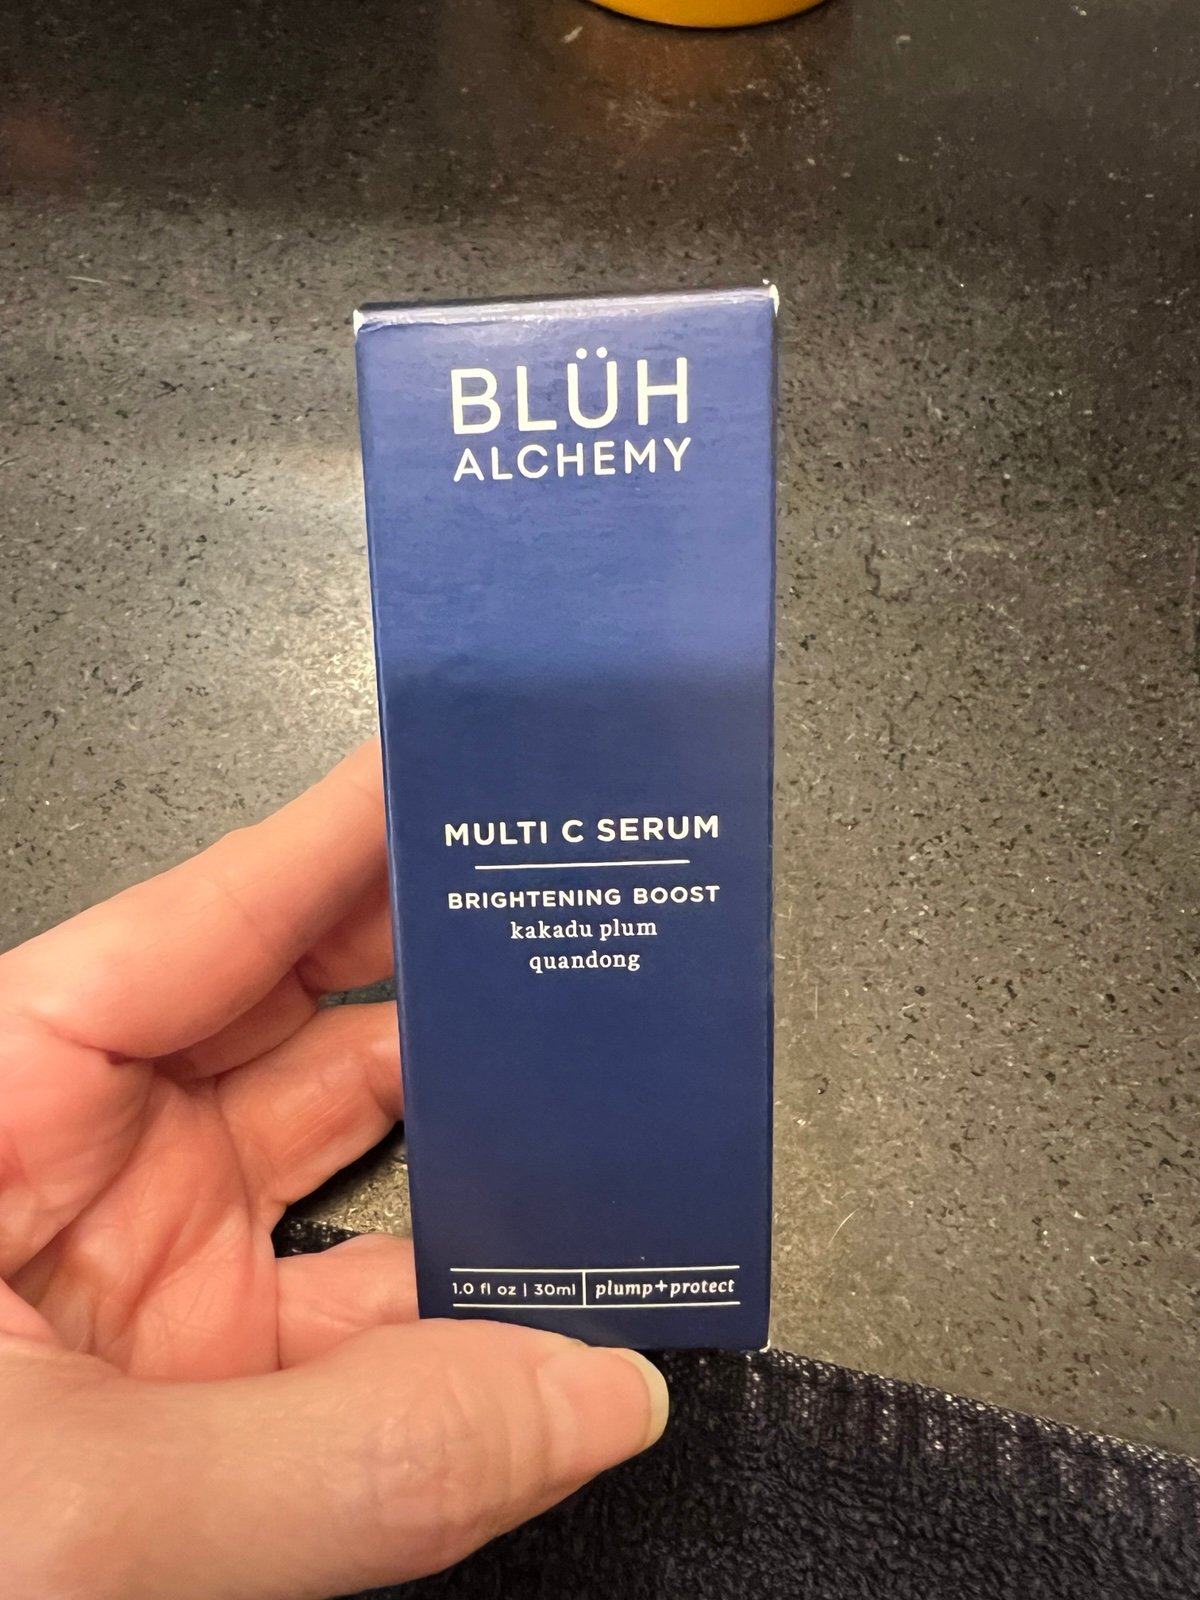 BLÜH
ALCHEMY
MULTI C SERUM
BRIGHTENING BOOST
kakadu plum
quandong
1.0 fl oz | 30ml | plump+protect